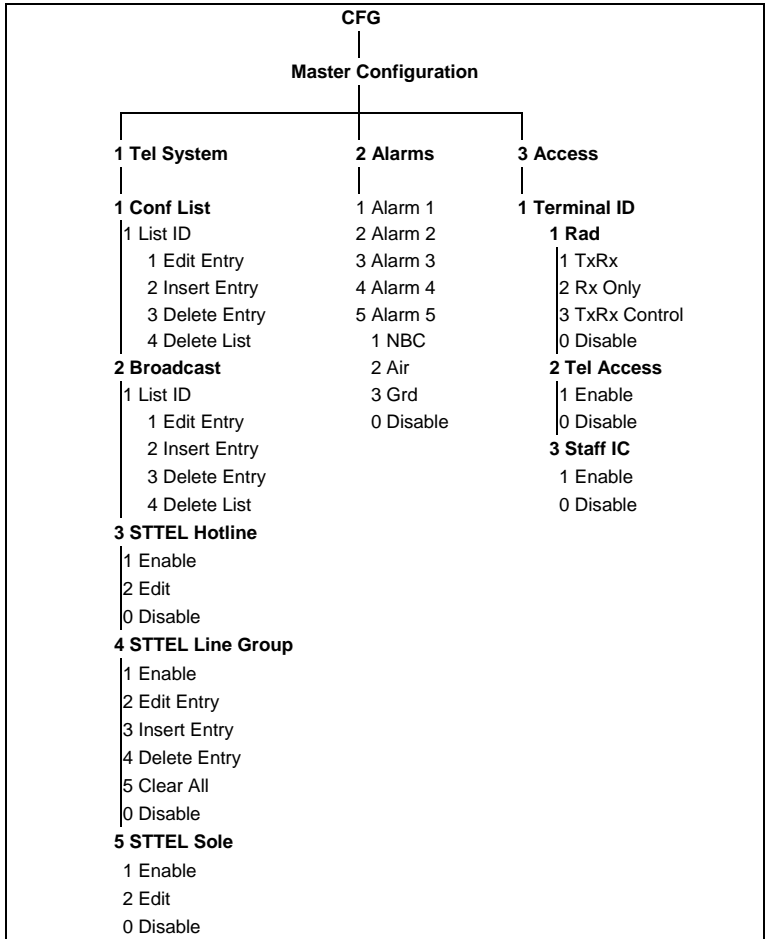 CFG
Master Configuration
1 Tel System
1 Conf List
1 List ID
1 Edit Entry
2 Insert Entry
3 Delete Entry
4 Delete List
2 Broadcast
1 List ID
1 Edit Entry
2 Insert Entry
3 Delete Entry
4 Delete List
3 STTEL Hotline
1 Enable
2 Edit
0 Disable
4 STTEL Line Group
1 Enable
2 Edit Entry
3 Insert Entry
4 Delete Entry
5 Clear All
0 Disable
5 STTEL Sole
1 Enable
2 Edit
0 Disable
2 Alarms
1 Alarm 1
2 Alarm 2
3 Alarm 3
4 Alarm 4
5 Alarm 5
1 NBC
2 Air
3 Grd
0 Disable
3 Access
1 Terminal ID
1 Rad
1 TxRx
2 Rx Only
3 TxRx Control
0 Disable
2 Tel Access
1 Enable
0 Disable
3 Staff IC
1 Enable
0 Disable